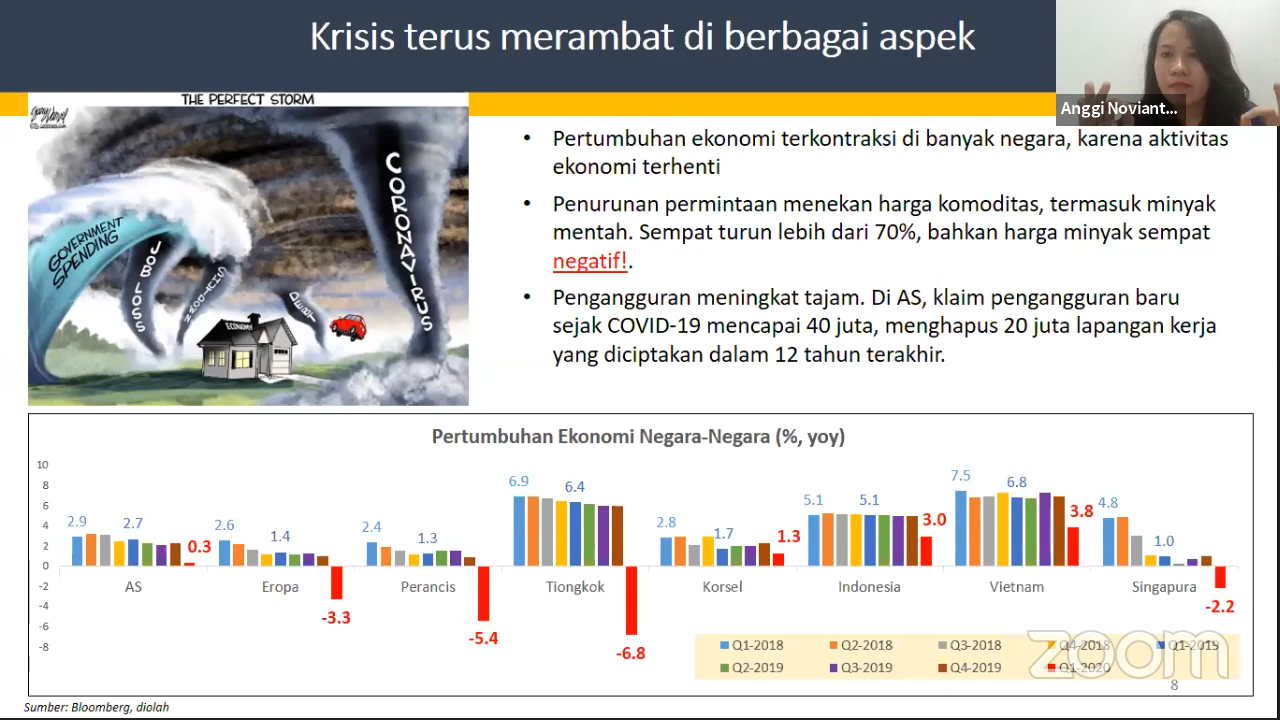 Krisis terus merambat di berbagai aspek
Anggi Noviant...
THE PERFECT STORM
GOVERNMENT
SPENDING
JOB LOSS
CORONAVIRUS
DEBT
ECONOMY
• Pertumbuhan ekonomi terkontraksi di banyak negara, karena aktivitas
ekonomi terhenti
• Penurunan permintaan menekan harga komoditas, termasuk minyak
mentah. Sempat turun lebih dari 70%, bahkan harga minyak sempat
negatif!.
• Pengangguran meningkat tajam. Di AS, klaim pengangguran baru
sejak COVID-19 mencapai 40 juta, menghapus 20 juta lapangan kerja
yang diciptakan dalam 12 tahun terakhir.
Pertumbuhan Ekonomi Negara-Negara (%, yoy)
10
8
6
4
2
0
-2
-4
-6
-8
2.9 2.7 0.3
2.6 1.4 -3.3
2.4 1.3 -5.4
6.9 6.4 -6.8
2.8 1.7 1.3
5.1 5.1 3.0
7.5 6.8 3.8
4.8 1.0 -2.2
AS Eropa Perancis Tiongkok Korsel Indonesia Vietnam Singapura
Q1-2018 Q2-2018 Q3-2018 Q4-2018 Q1-2019
Q2-2019 Q3-2019 Q4-2019 Q1-2020
zoom
8
Sumber: Bloomberg, diolah